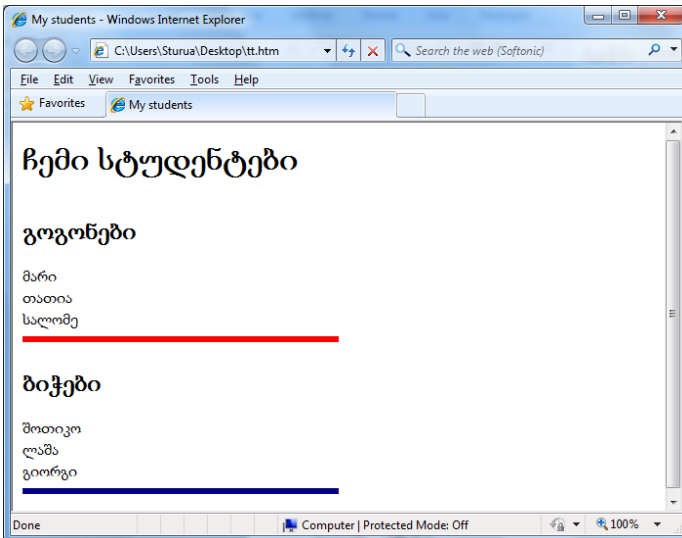 My students - Windows Internet Explorer
C:\Users\Sturua\Desktop\tt.htm
Search the web (Softonic)
File Edit View Favorites Tools Help
Favorites My students
ჩემი სტუდენტები
გოგონები
მარი
თათია
სალომე
ბიჭები
შოთიკო
ლაშა
გიორგი
Done Computer | Protected Mode: Off 100%